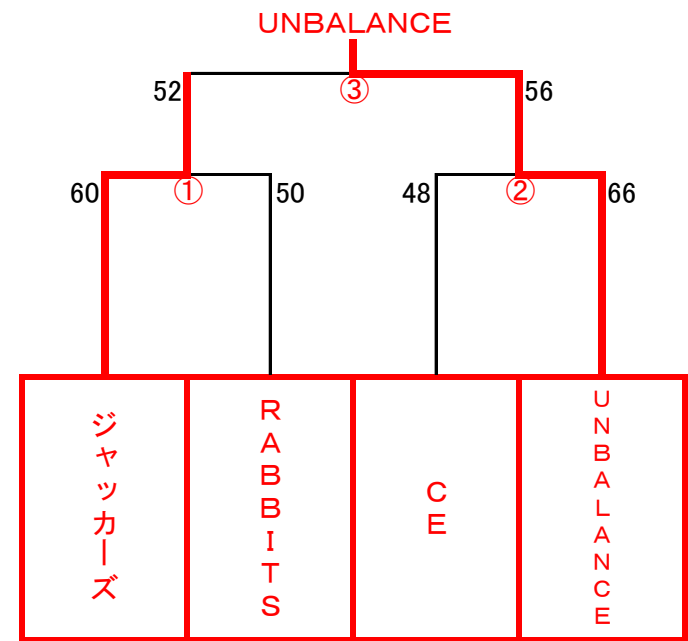 UNBALANCE
52
③
56
60
①
50
48
②
66
ジャッカーズ
RABBITS
CE
UNBALANCE